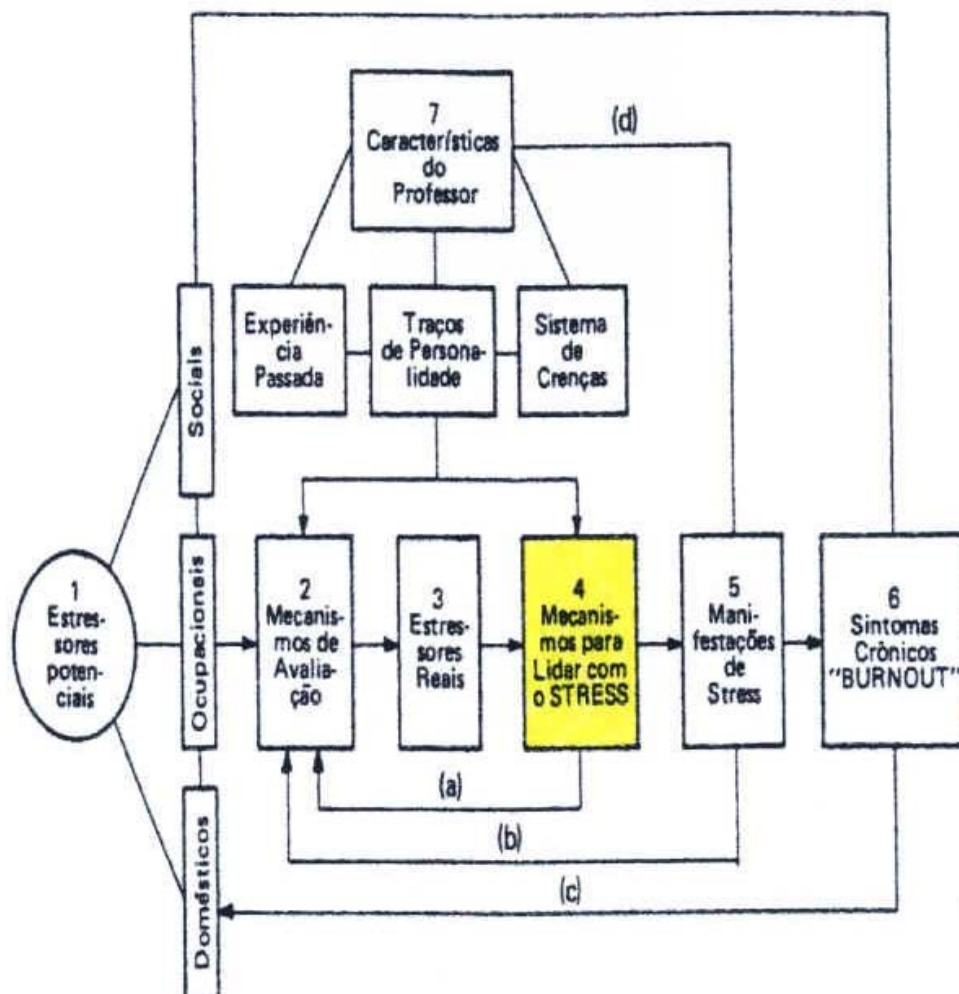 7
Características
do
Professor
(d)
Experiên-
cia
Passada
Traços
de Persona-
lidade
Sistema
de
Crenças
Sociais
Ocupacionais
Domésticos
1
Estres-
sores
poten-
ciais
2
Mecanis-
mos de
Avalia-
ção
3
Estres-
sores
Reais
4
Mecanis-
mos para
Lidar com
o STRESS
5
Mani-
festações
de
Stress
6
Sintomas
Crònicos
"BURNOUT"
(a)
(b)
(c)